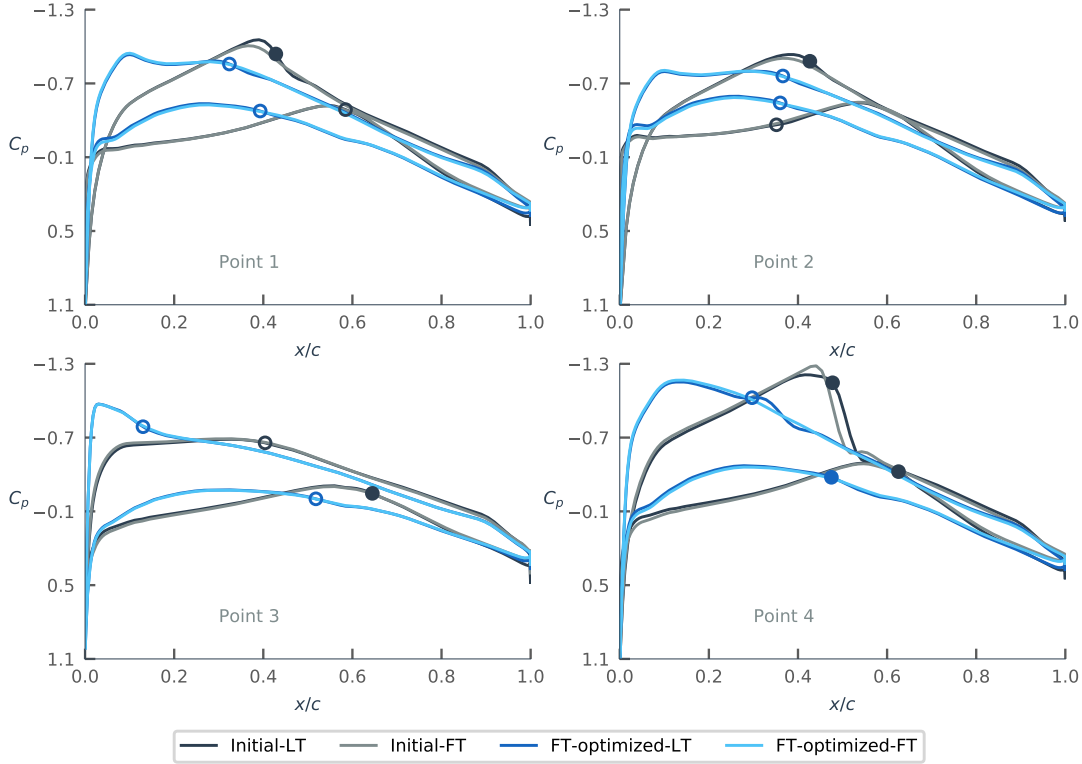 −1.3
−0.7
−0.1
0.5
1.1
Cp
Point 1
0.0 0.2 0.4 0.6 0.8 1.0
x/c
−1.3
−0.7
−0.1
0.5
1.1
Cp
Point 2
0.0 0.2 0.4 0.6 0.8 1.0
x/c
−1.3
−0.7
−0.1
0.5
1.1
Cp
Point 3
0.0 0.2 0.4 0.6 0.8 1.0
x/c
−1.3
−0.7
−0.1
0.5
1.1
Cp
Point 4
0.0 0.2 0.4 0.6 0.8 1.0
x/c
Initial-LT Initial-FT FT-optimized-LT FT-optimized-FT